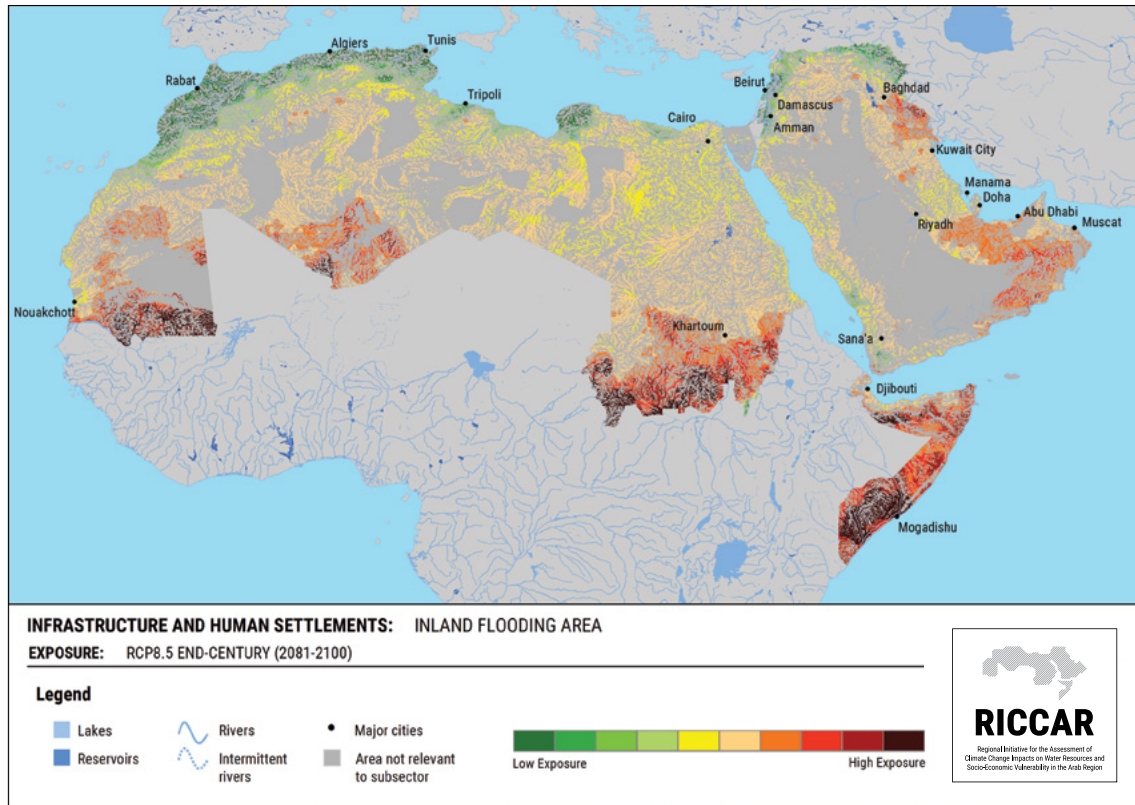 Algiers
Tunis
Rabat
Tripoli
Beirut
Baghdad
Damascus
Cairo
Amman
Kuwait City
Manama
Doha
Abu Dhabi
Riyadh
Muscat
Nouakchott
Khartoum
Sana'a
Djibouti
Mogadishu
INFRASTRUCTURE AND HUMAN SETTLEMENTS: INLAND FLOODING AREA
EXPOSURE: RCP8.5 END-CENTURY (2081-2100)
Legend
Lakes
Rivers
Major cities
Reservoirs
Intermittent
rivers
Area not relevant
to subsector
Low Exposure
High Exposure
RICCAR
Regional Initiative for the Assessment of
Climate Change Impacts on Water Resources and
Socio-Economic Vulnerability in the Arab Region